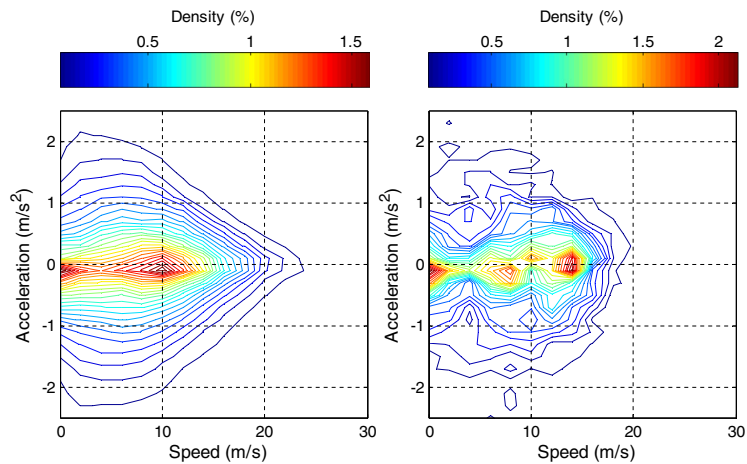 Density (%)
0.5 1 1.5
Acceleration (m/s²)
2
1
0
-1
-2
0 10 20 30
Speed (m/s)
Density (%)
0.5 1 1.5 2
Acceleration (m/s²)
2
1
0
-1
-2
0 10 20 30
Speed (m/s)